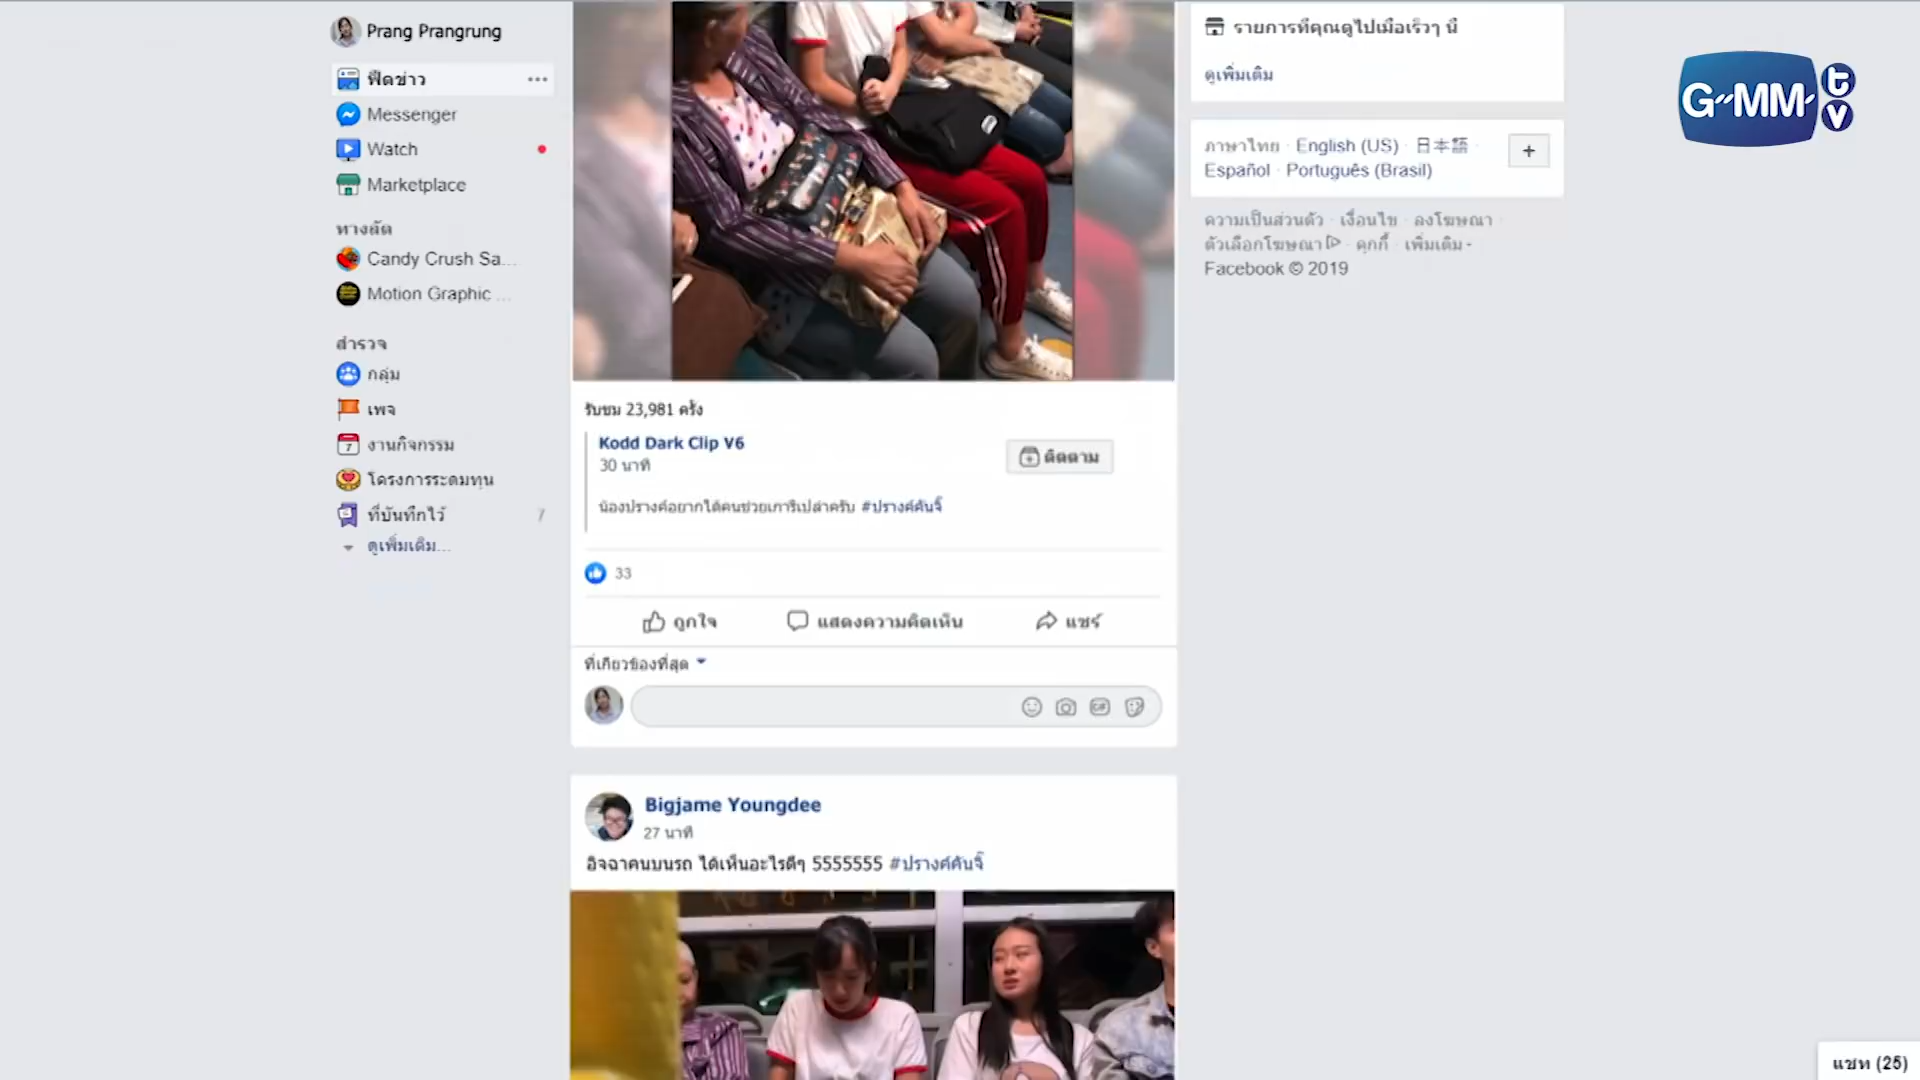 Prang Prangrung
ฟีดข่าว
Messenger
Watch
Marketplace
ทางลัด
Candy Crush Sa...
Motion Graphic ...
สำรวจ
กลุ่ม
เพจ
งานกิจกรรม
โครงการระดมทุน
ที่บันทึกไว้ 7
ดูเพิ่มเติม...
รับชม 23,981 ครั้ง
Kodd Dark Clip V6
30 นาที
ติดตาม
น้องปรางค์อยากได้คนช่วยเการึเปล่าครับ #ปรางค์คันจิ๊
33
ถูกใจ
แสดงความคิดเห็น
แชร์
ที่เกี่ยวข้องที่สุด
GIF
Bigjame Youngdee
27 นาที
อิจฉาคนบนรถ ได้เห็นอะไรดีๆ 5555555 #ปรางค์คันจิ๊
รายการที่คุณดูไปเมื่อเร็วๆ นี้
ดูเพิ่มเติม
ภาษาไทย · English (US) · 日本語 ·
Español · Português (Brasil)
+
ความเป็นส่วนตัว · เงื่อนไข · ลงโฆษณา ·
ตัวเลือกโฆษณา · คุกกี้ · เพิ่มเติม
Facebook © 2019
GMM tv
แชท (25)